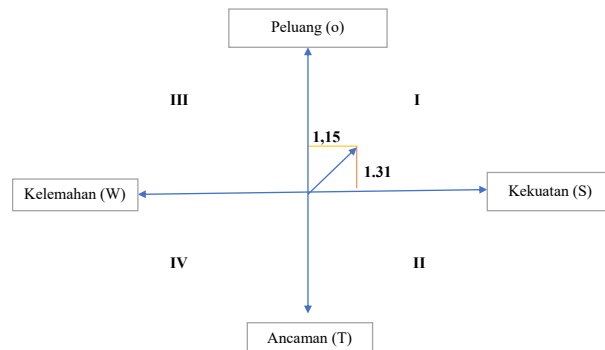 Peluang (o)
III
I
1,15
1.31
Kelemahan (W)
Kekuatan (S)
IV
II
Ancaman (T)